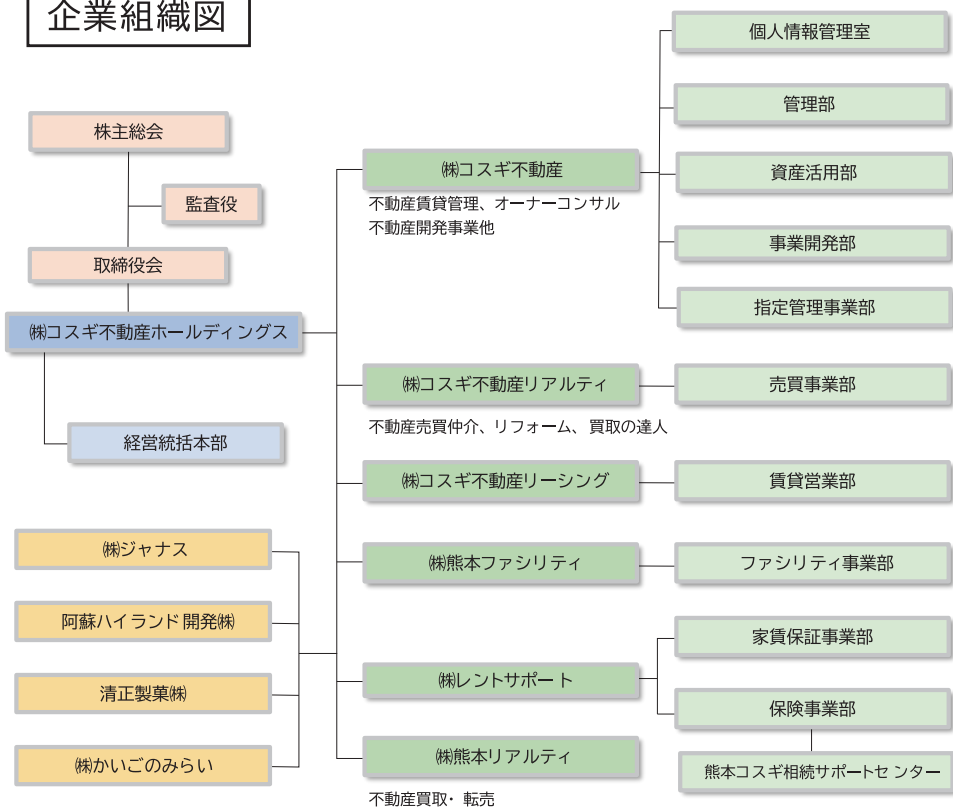 企業組織図
株主総会
監査役
取締役会
㈱コスギ不動産ホールディングス
経営統括本部
㈱ジャナス
阿蘇ハイランド開発㈱
清正製菓㈱
㈱かいごのみらい
㈱コスギ不動産
不動産賃貸管理、オーナーコンサル
不動産開発事業他
個人情報管理室
管理部
資産活用部
事業開発部
指定管理事業部
㈱コスギ不動産リアルティ
不動産売買仲介、リフォーム、買取の達人
売買事業部
㈱コスギ不動産リーシング
賃貸営業部
㈱熊本ファシリティ
ファシリティ事業部
㈱レントサポート
家賃保証事業部
保険事業部
熊本コスギ相続サポートセンター
㈱熊本リアルティ
不動産買取・転売